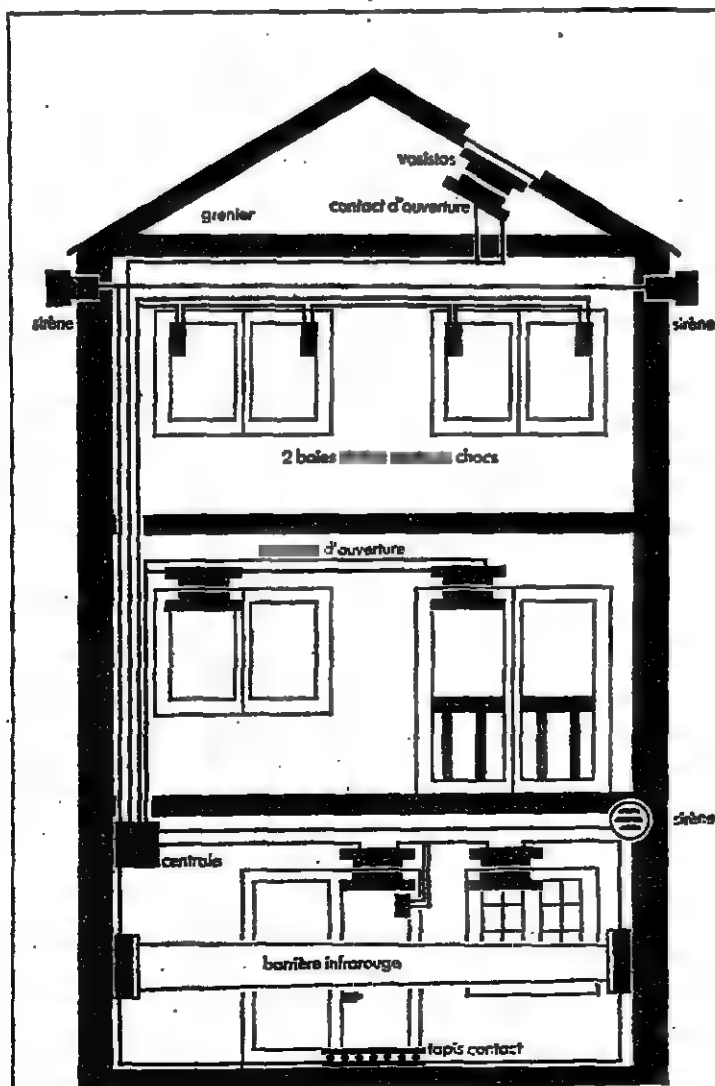 vasistas
contact d'ouverture
grenier
sirène
sirène
2 baies chocs
d'ouverture
sirène
centrale
barrière infrarouge
tapis contact